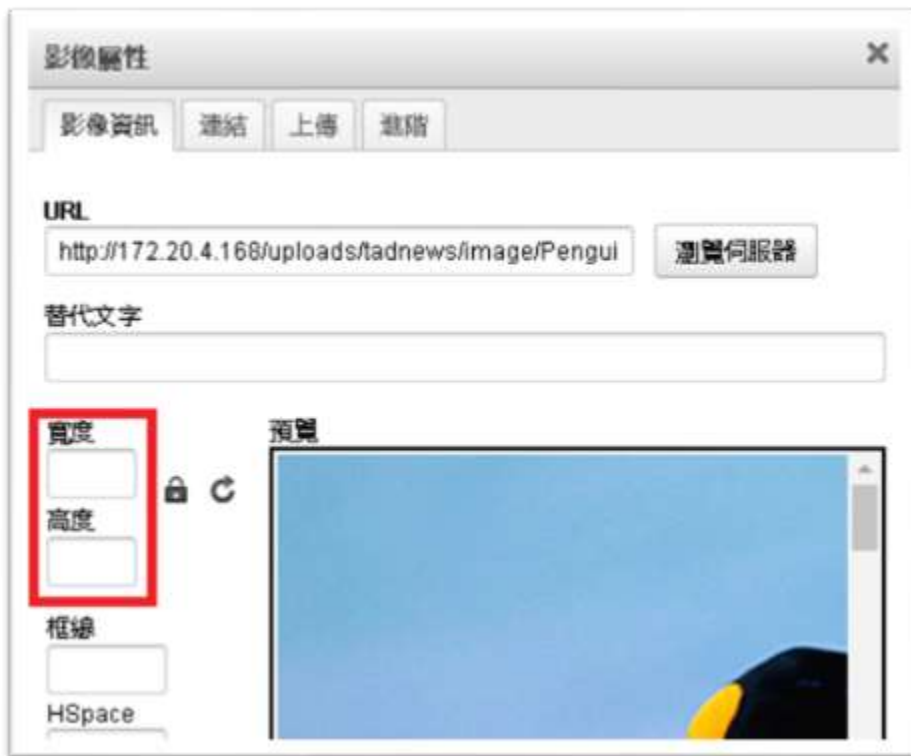 影像屬性
影像資訊 連結 上傳 進階
URL
http://172.20.4.168/uploads/tadnews/image/Pengui 瀏覽伺服器
替代文字
寬度 預覽
高度
框線
HSpace